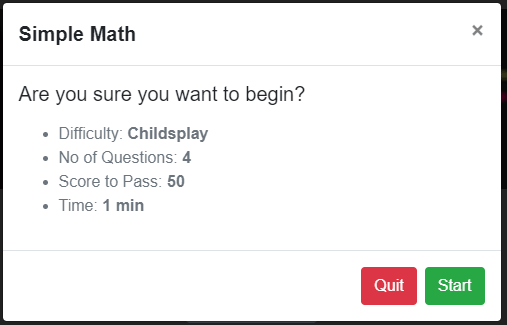 Simple Math ×
Are you sure you want to begin?
• Difficulty: Childsplay
• No of Questions: 4
• Score to Pass: 50
• Time: 1 min
Quit Start